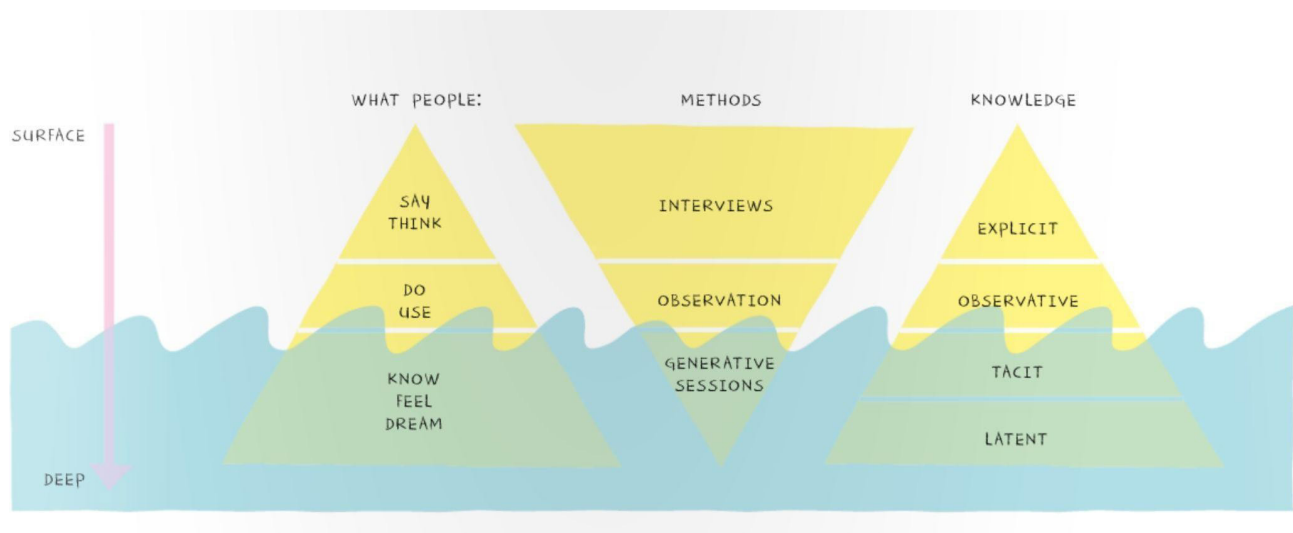 WHAT PEOPLE:
METHODS
KNOWLEDGE
SURFACE
SAY
THINK
INTERVIEWS
EXPLICIT
DO
USE
OBSERVATION
OBSERVATIVE
KNOW
FEEL
DREAM
GENERATIVE
SESSIONS
TACIT
LATENT
DEEP